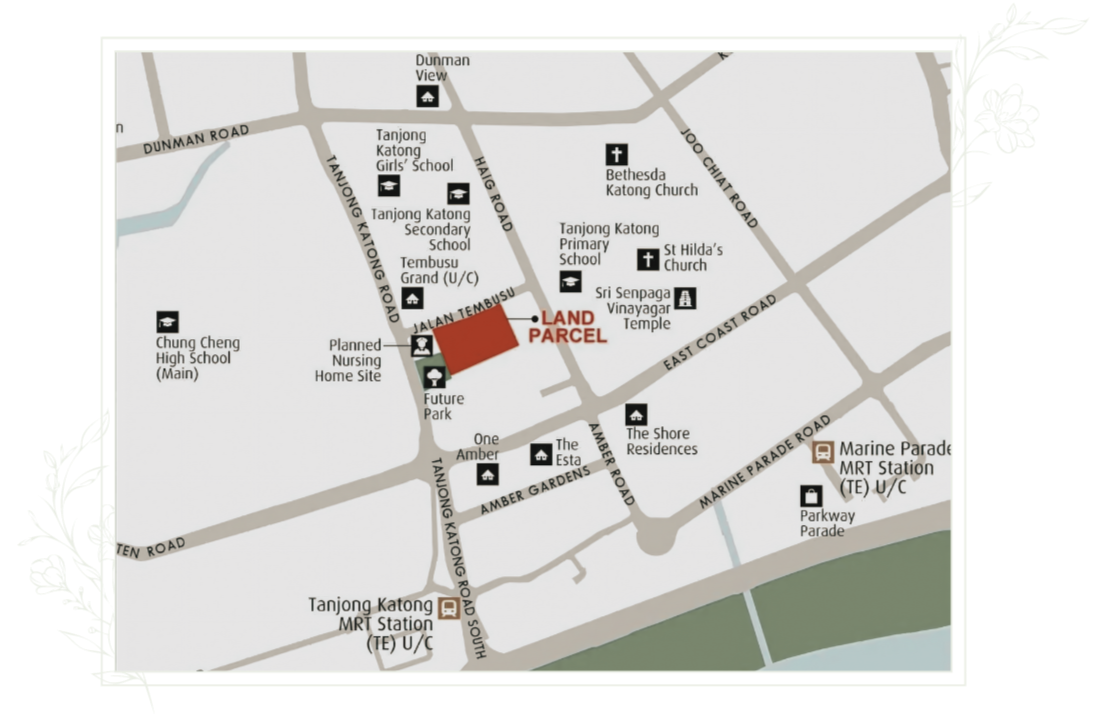 Dunman
View
DUNMAN ROAD
Tanjong
Katong
Girls' School
Tanjong Katong
Secondary
School
TANJONG KATONG ROAD
HAIG ROAD
JOO CHIAT ROAD
Bethesda
Katong Church
Tanjong Katong
Primary
School
St Hilda's
Church
Sri Senpaga
Vinayagar
Temple
Tembusu
Grand (U/C)
JALAN TEMBUSU
LAND
PARCEL
Chung Cheng
High School
(Main)
Planned
Nursing
Home Site
Future
Park
EAST COAST ROAD
One
Amber
The
Esta
AMBER GARDENS
AMBER ROAD
The Shore
Residences
MARINE PARADE ROAD
Marine Parade
MRT Station
(TE) U/C
Parkway
Parade
TEN ROAD
TANJONG KATONG ROAD SOUTH
Tanjong Katong
MRT Station
(TE) U/C